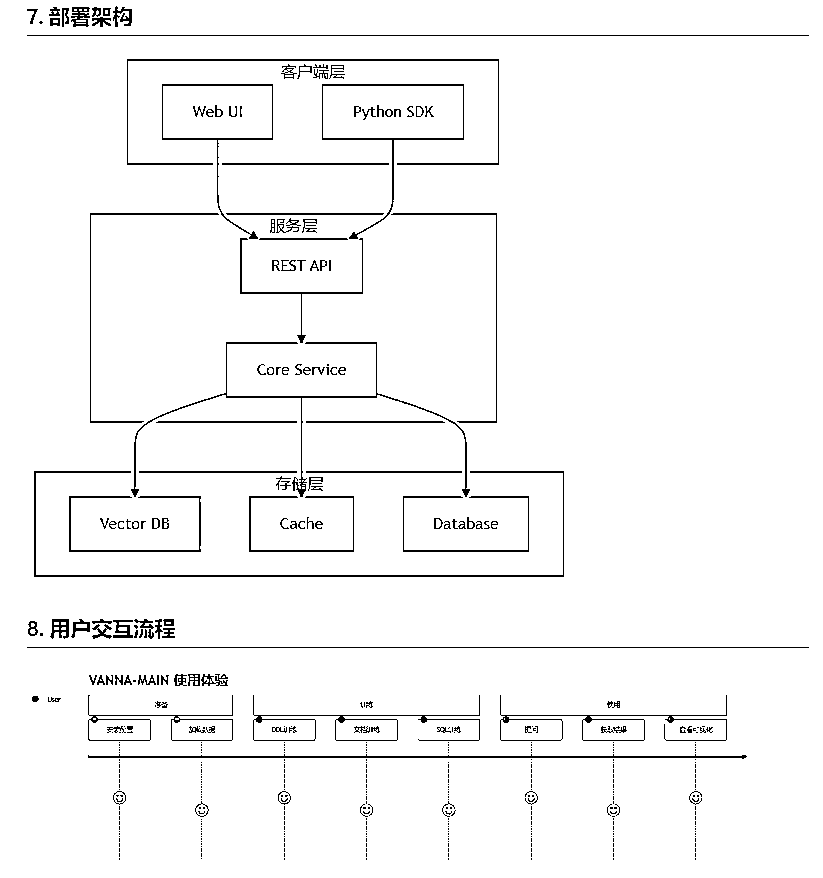 7. 部署架构
客户端层
Web UI
Python SDK
服务层
REST API
Core Service
存储层
Vector DB
Cache
Database
8. 用户交互流程
VANNA-MAIN 使用体验
User
准备
训练
使用
安装配置
加载数据
DDL训练
文档训练
SQL训练
提问
获取结果
查看可视化